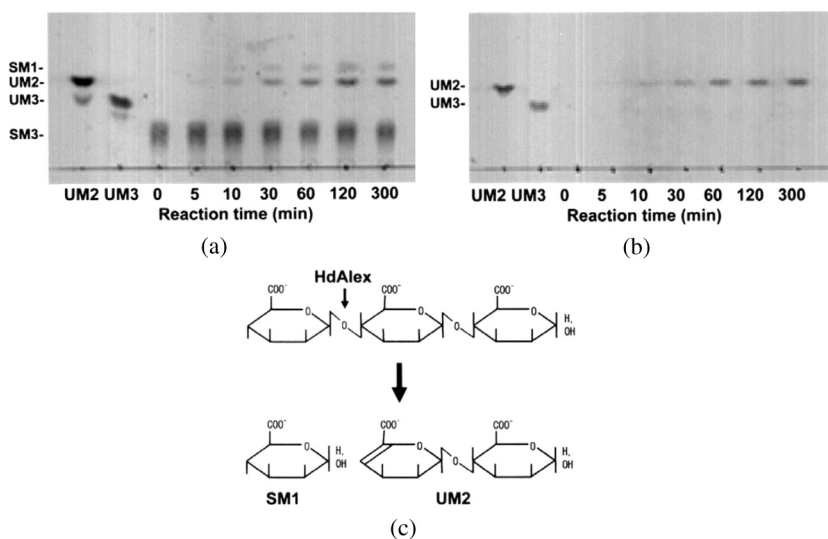 SM1-
UM2-
UM3-
SM3-
UM2 UM3 0 5 10 30 60 120 300
Reaction time (min)
(a)
UM2-
UM3-
UM2 UM3 0 5 10 30 60 120 300
Reaction time (min)
(b)
HdAlex
COO⁻ COO⁻ COO⁻
O O O H,
O O OH
COO⁻ COO⁻ COO⁻
O H, O O H,
OH O OH
SM1 UM2
(c)